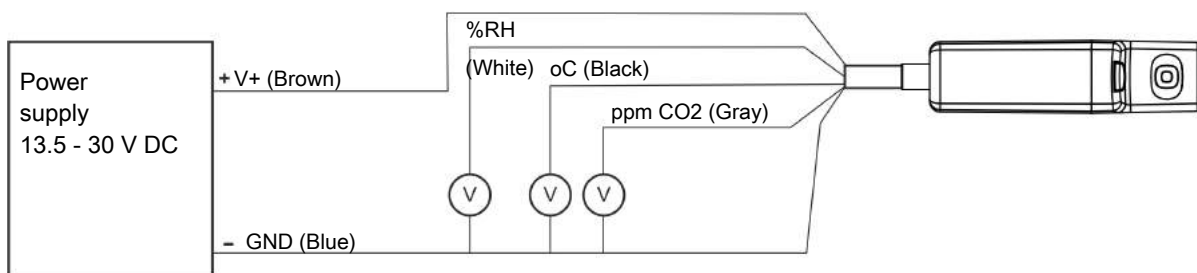 Power
supply
13.5 - 30 V DC
+ V+ (Brown)
%RH
(White)
oC (Black)
ppm CO2 (Gray)
V
V
V
- GND (Blue)